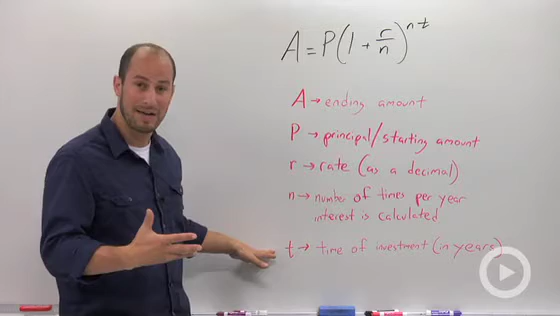 A = P(1 + r/n)^nt
A → ending amount
P → principal/starting amount
r → rate (as a decimal)
n → number of times per year
interest is calculated
t → time of investment (in years)